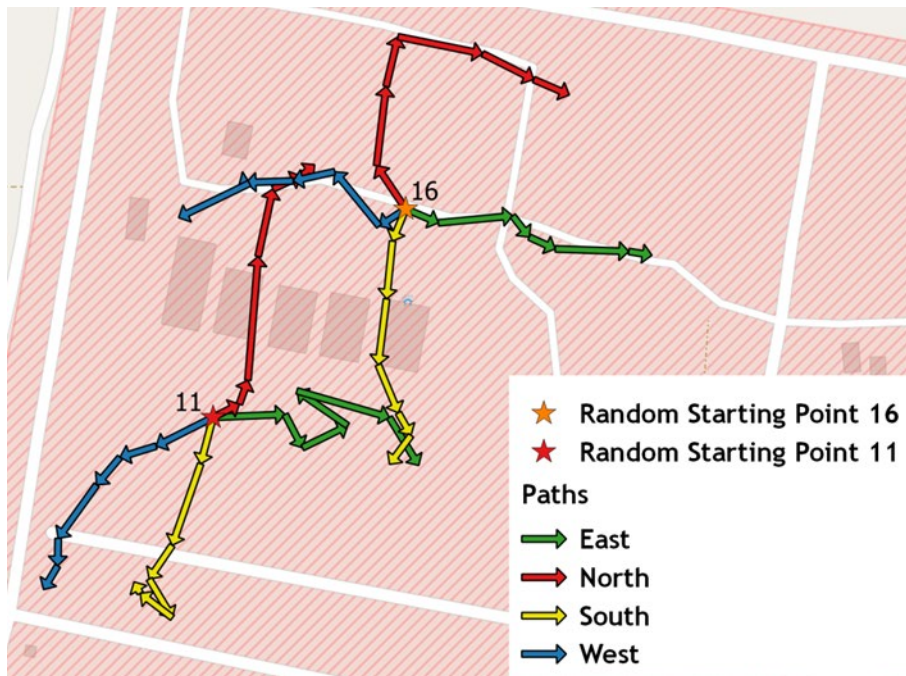 16
11
Random Starting Point 16
Random Starting Point 11
Paths
East
North
South
West